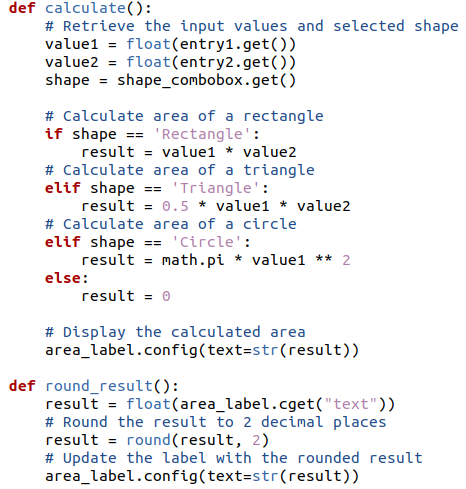 def calculate():
    # Retrieve the input values and selected shape
    value1 = float(entry1.get())
    value2 = float(entry2.get())
    shape = shape_combobox.get()

    # Calculate area of a rectangle
    if shape == 'Rectangle':
        result = value1 * value2
    # Calculate area of a triangle
    elif shape == 'Triangle':
        result = 0.5 * value1 * value2
    # Calculate area of a circle
    elif shape == 'Circle':
        result = math.pi * value1 ** 2
    else:
        result = 0

    # Display the calculated area
    area_label.config(text=str(result))

def round_result():
    result = float(area_label.cget("text"))
    # Round the result to 2 decimal places
    result = round(result, 2)
    # Update the label with the rounded result
    area_label.config(text=str(result))